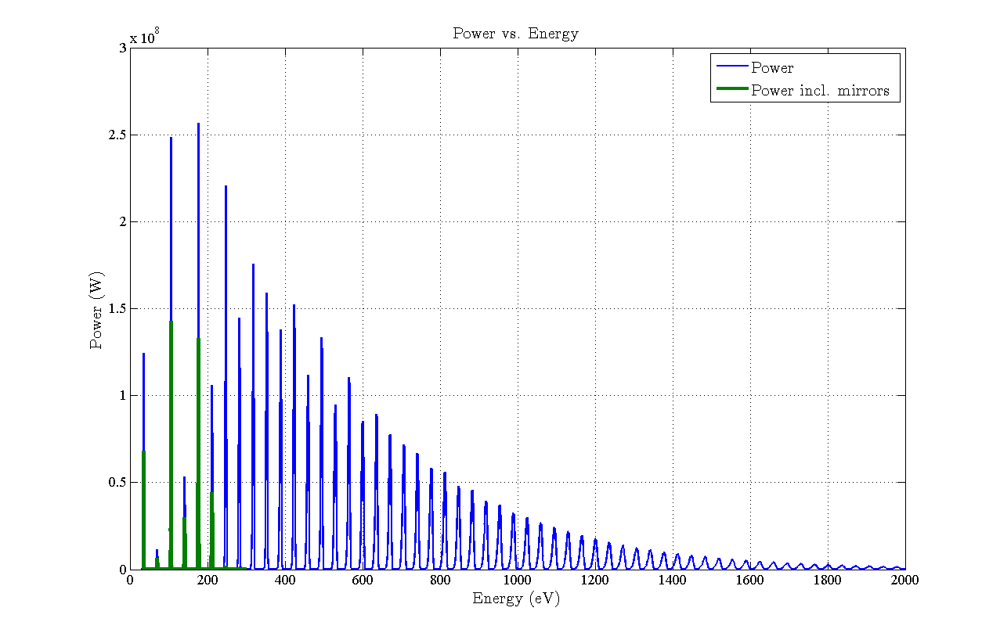 Power vs. Energy
x 10^8
3
2.5
2
1.5
1
0.5
0
Power (W)
Power
Power incl. mirrors
0 200 400 600 800 1000 1200 1400 1600 1800 2000
Energy (eV)